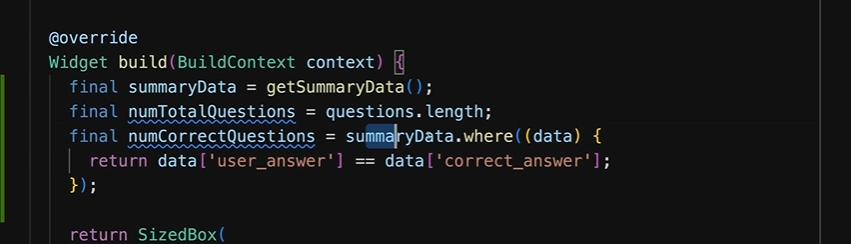 @override
Widget build(BuildContext context) {
final summaryData = getSummaryData();
final numTotalQuestions = questions.length;
final numCorrectQuestions = summaryData.where((data) {
return data['user_answer'] == data['correct_answer'];
});
return SizedBox(